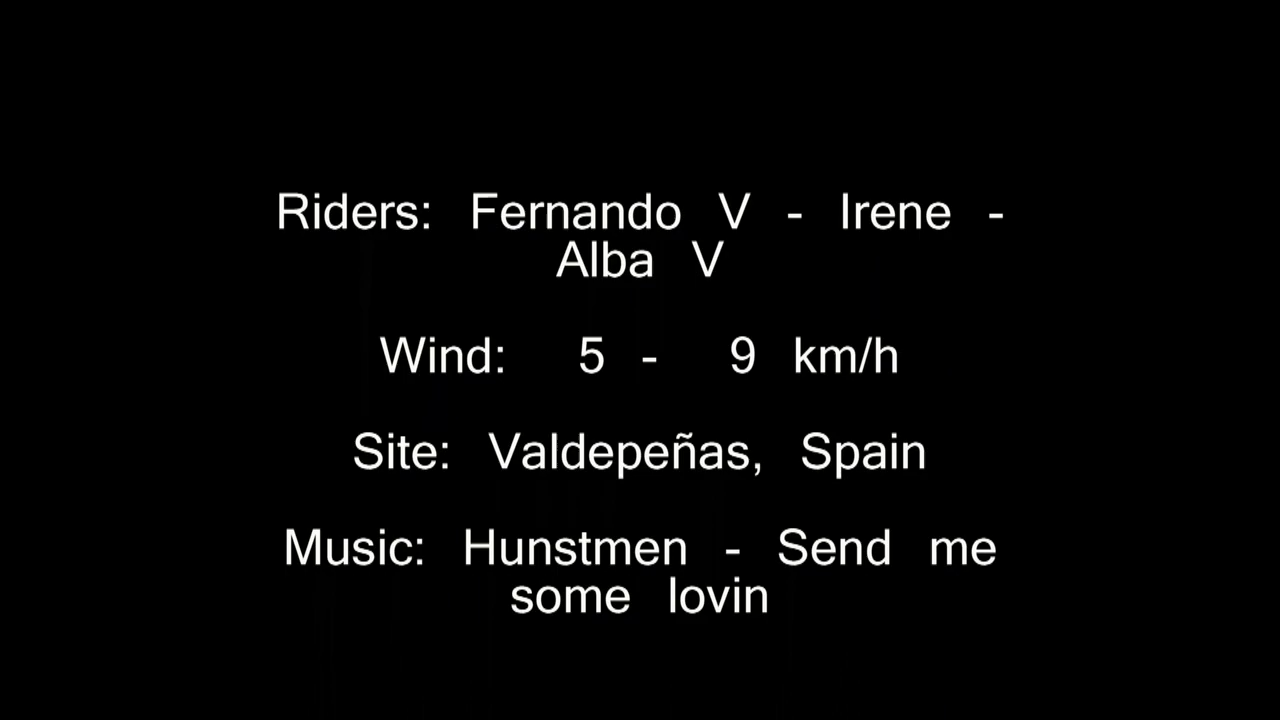 Riders: Fernando V - Irene -
Alba V
Wind: 5 - 9 km/h
Site: Valdepeñas, Spain
Music: Hunstmen - Send me
some lovin